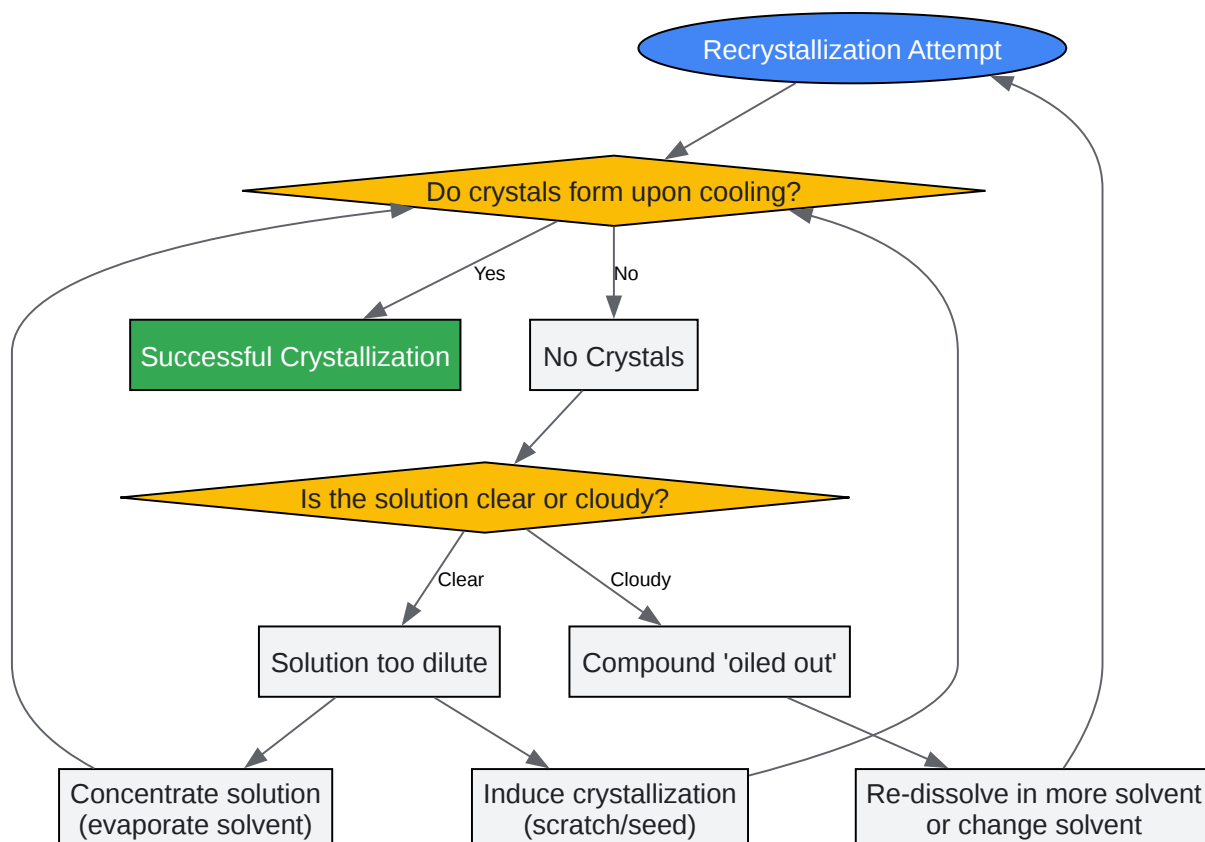 Recrystallization Attempt
Do crystals form upon cooling?
Yes
No
Successful Crystallization
No Crystals
Is the solution clear or cloudy?
Clear
Cloudy
Solution too dilute
Compound 'oiled out'
Concentrate solution
(evaporate solvent)
Induce crystallization
(scratch/seed)
Re-dissolve in more solvent
or change solvent